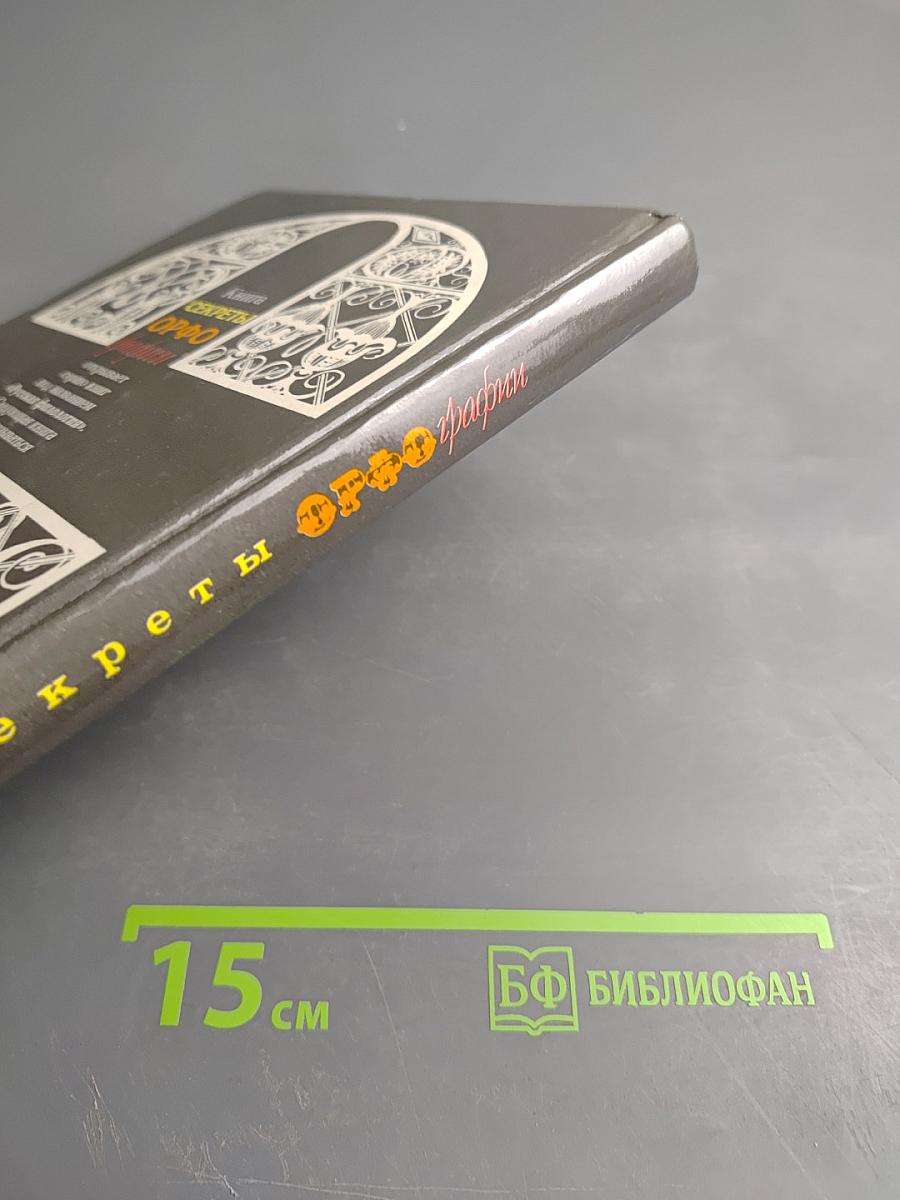 Книга
СЕКРЕТЫ
ОРФО
графии
екреты ОРФОграфии
15 см
БФ БИБЛИОФАН